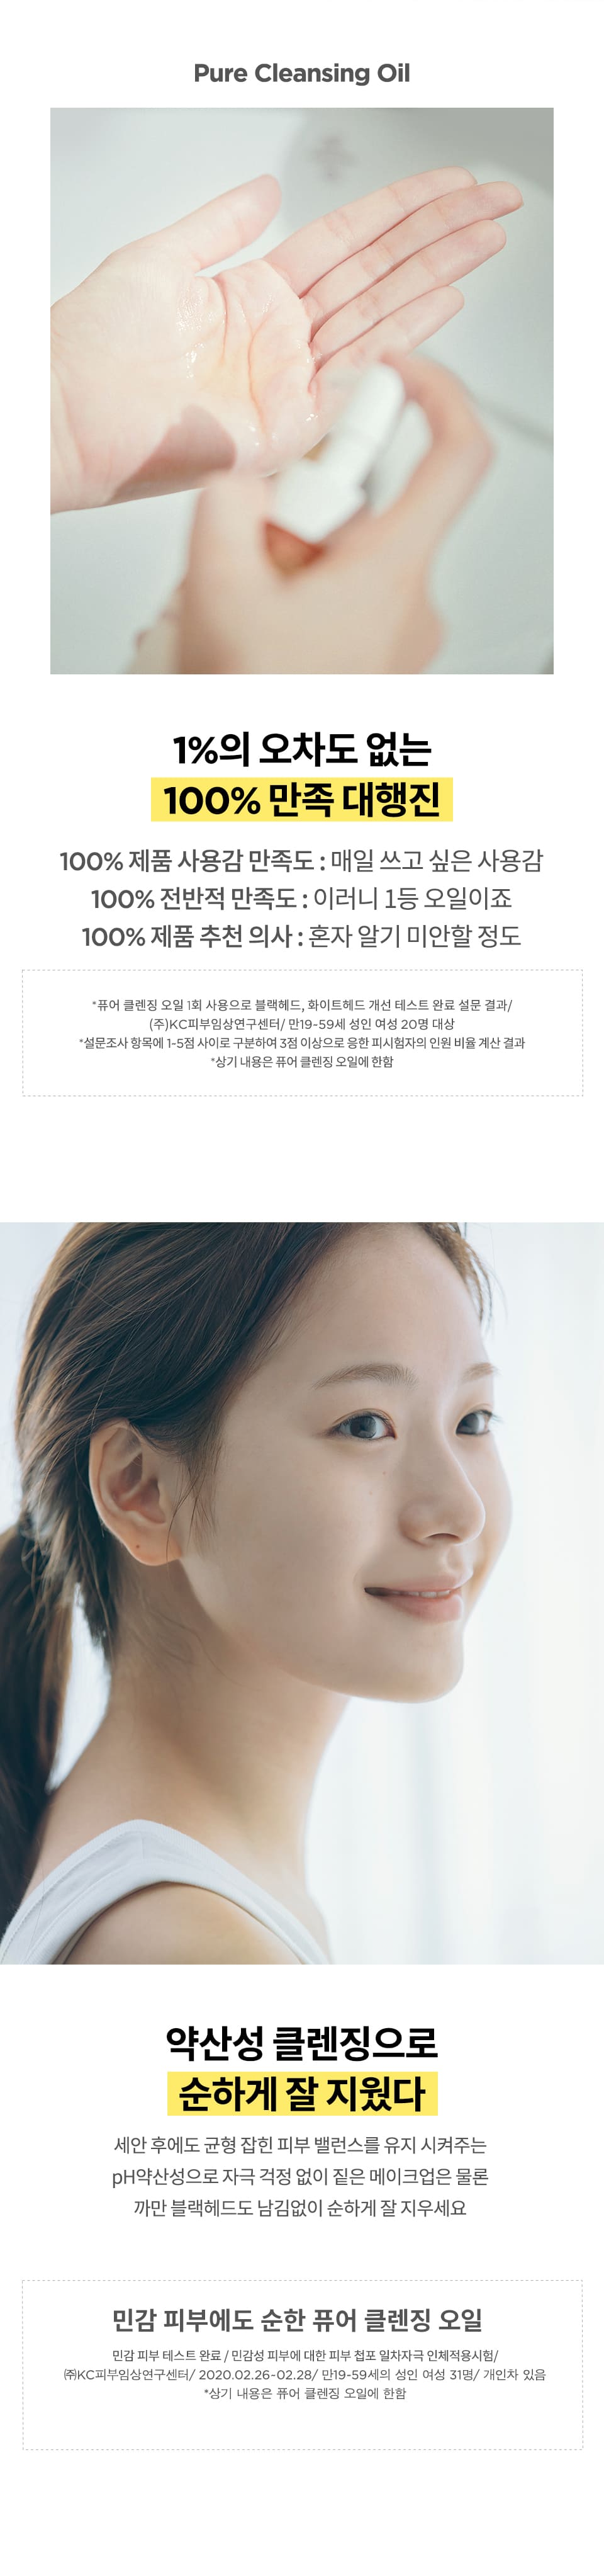 Pure Cleansing Oil
1%의 오차도 없는
100% 만족 대행진
100% 제품 사용감 만족도 : 매일 쓰고 싶은 사용감
100% 전반적 만족도 : 이러니 1등 오일이죠
100% 제품 추천 의사 : 혼자 알기 미안할 정도
*퓨어 클렌징 오일 1회 사용으로 블랙헤드, 화이트헤드 개선 테스트 완료 설문 결과/
(주)KC피부임상연구센터/ 만19-59세 성인 여성 20명 대상
*설문조사 항목에 1-5점 사이로 구분하여 3점 이상으로 응한 피시험자의 인원 비율 계산 결과
*상기 내용은 퓨어 클렌징 오일에 한함
약산성 클렌징으로
순하게 잘 지웠다
세안 후에도 균형 잡힌 피부 밸런스를 유지 시켜주는
pH약산성으로 자극 걱정 없이 짙은 메이크업은 물론
까만 블랙헤드도 남김없이 순하게 잘 지우세요
민감 피부에도 순한 퓨어 클렌징 오일
민감 피부 테스트 완료 / 민감성 피부에 대한 피부 첩포 일차자극 인체적용시험/
㈜KC피부임상연구센터/ 2020.02.26~02.28/ 만19-59세의 성인 여성 31명/ 개인차 있음
*상기 내용은 퓨어 클렌징 오일에 한함